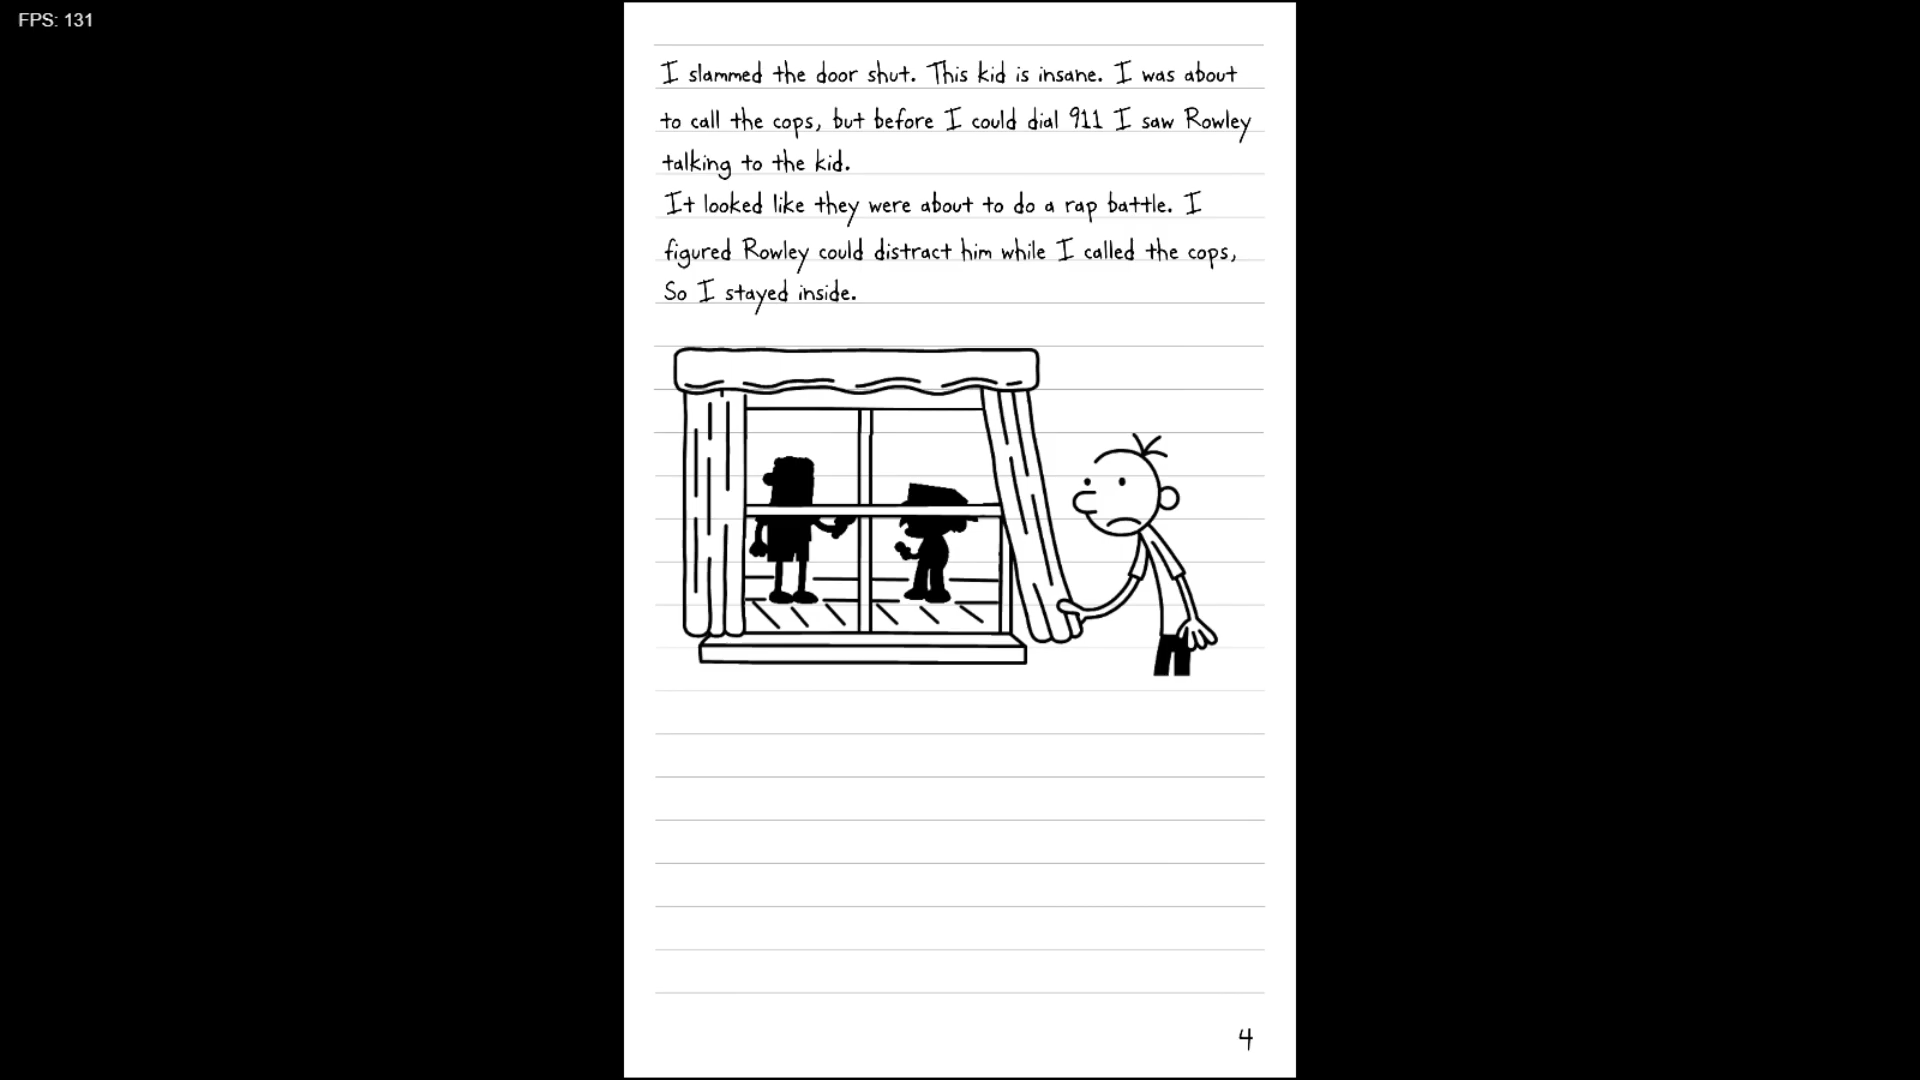 FPS: 131
I slammed the door shut. This kid is insane. I was about
to call the cops, but before I could dial 911 I saw Rowley
talking to the kid.
It looked like they were about to do a rap battle. I
figured Rowley could distract him while I called the cops,
So I stayed inside.
4